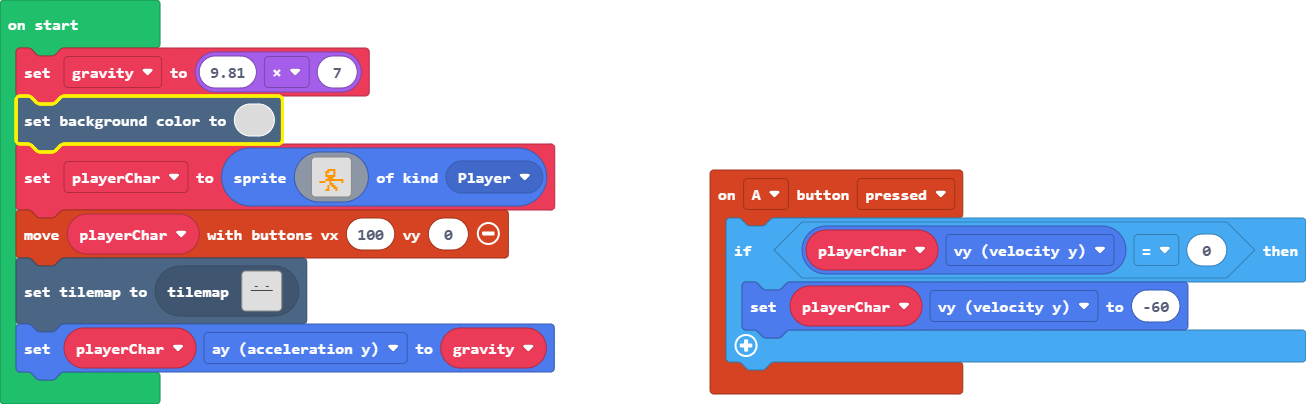 on start
set gravity to 9.81 × 7
set background color to
set playerChar to sprite of kind Player
move playerChar with buttons vx 100 vy 0
set tilemap to tilemap
set playerChar ay (acceleration y) to gravity
on A button pressed
if playerChar vy (velocity y) = 0 then
set playerChar vy (velocity y) to -60